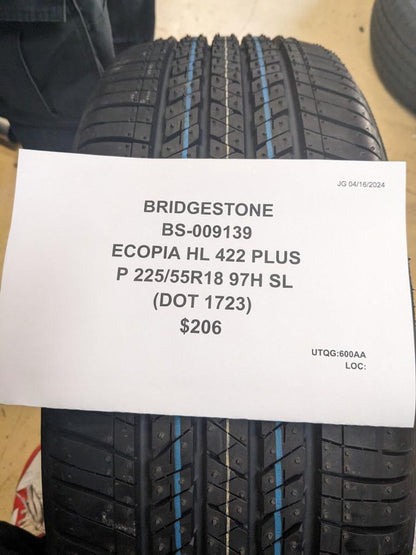 JG 04/16/2024
BRIDGESTONE
BS-009139
ECOPIA HL 422 PLUS
P 225/55R18 97H SL
(DOT 1723)
$206
UTQG:600AA
LOC: